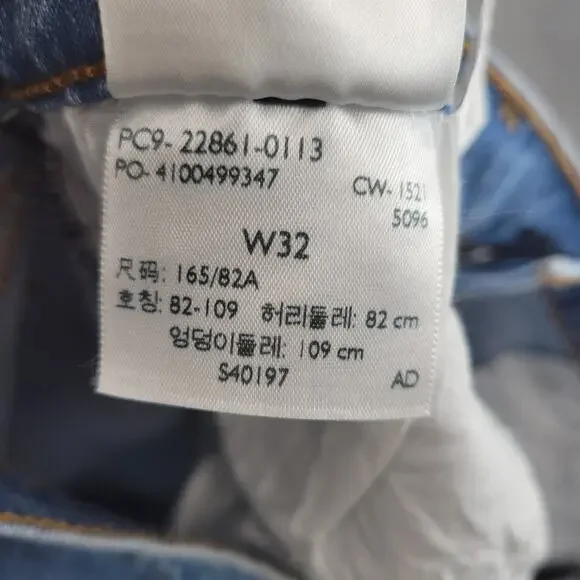 PC9- 22861-0113
PO- 4100499347
CW- 1521
5096
W32
尺码: 165/82A
호칭: 82-109 허리둘레: 82 cm
엉덩이둘레: 109 cm
S40197 AD